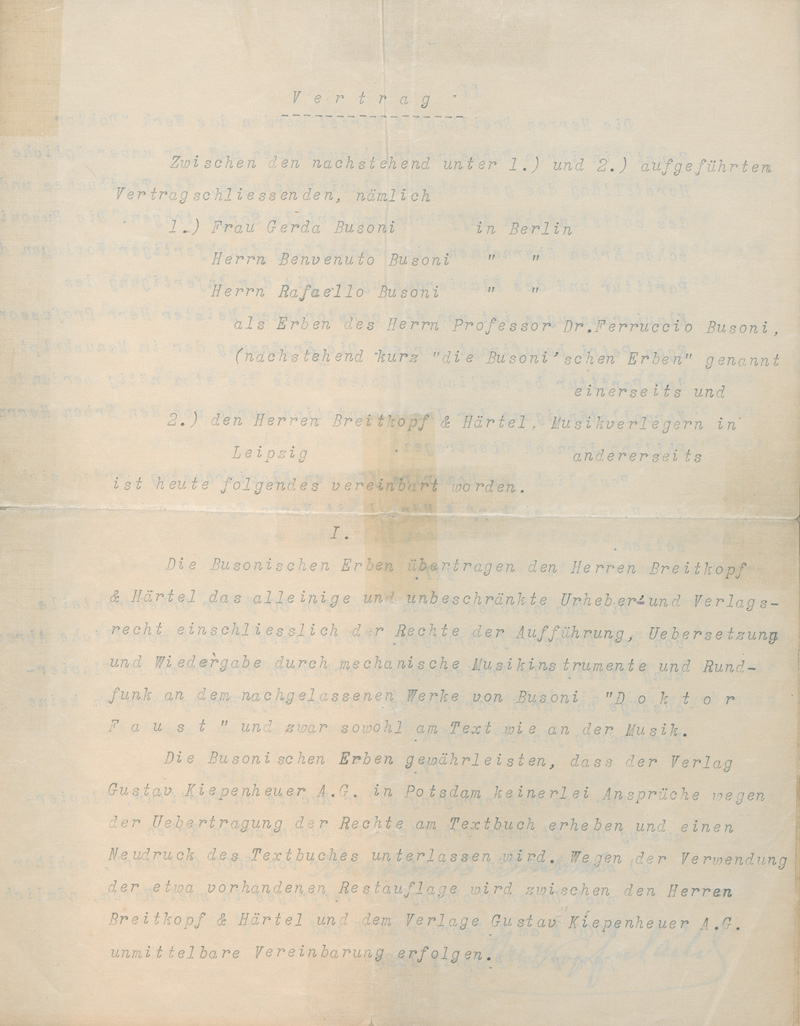 Vertrag
Zwischen den nachstehend unter 1.) und 2.) aufgeführten
Vertragschliessenden, nämlich
1.) Frau Gerda Busoni in Berlin
Herrn Benvenuto Busoni " "
Herrn Rafaello Busoni " "
als Erben des Herrn Professor Dr.Ferruccio Busoni,
(nachstehend kurz "die Busoni'schen Erben" genannt
einerseits und
2.) den Herren Breitkopf & Härtel, Musikverlegern in
Leipzig andererseits
ist heute folgendes vereinbart worden.
I.
Die Busonischen Erben übertragen den Herren Breitkopf
& Härtel das alleinige und unbeschränkte Urheber-und Verlags-
recht einschliesslich der Rechte der Aufführung, Uebersetzung
und Wiedergabe durch mechanische Musikinstrumente und Rund-
funk an dem nachgelassenen Werke von Busoni "D o k t o r
F a u s t" und zwar sowohl am Text wie an der Musik.
Die Busonischen Erben gewährleisten, dass der Verlag
Gustav Kiepenheuer A.G. in Potsdam keinerlei Ansprüche wegen
der Uebertragung der Rechte am Textbuch erheben und einen
Neudruck des Textbuches unterlassen wird. Wegen der Verwendung
der etwa vorhandenen Restauflage wird zwischen den Herren
Breitkopf & Härtel und dem Verlage Gustav Kiepenheuer A.G.
unmittelbare Vereinbarung erfolgen.